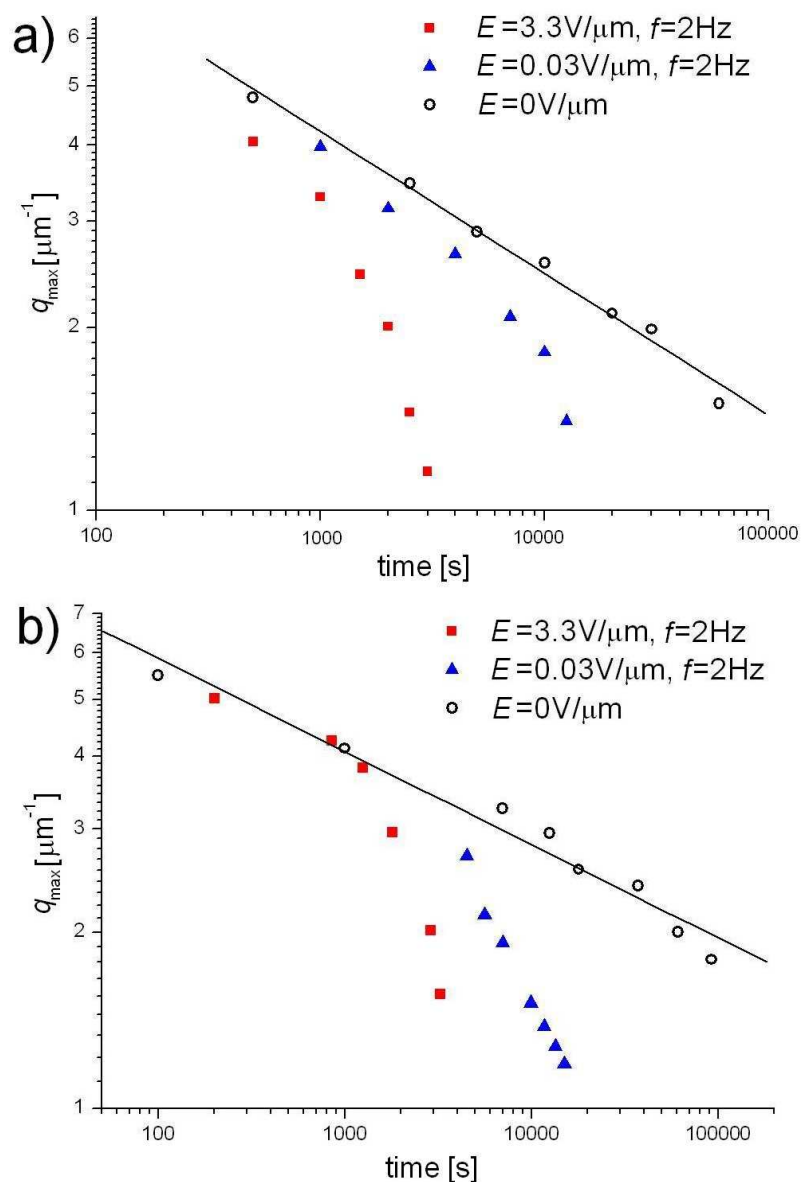 a)
E=3.3V/μm, f=2Hz
E=0.03V/μm, f=2Hz
E=0V/μm
6
5
4
3
2
1
q_max [μm⁻¹]
100
1000
10000
100000
time [s]
b)
E=3.3V/μm, f=2Hz
E=0.03V/μm, f=2Hz
E=0V/μm
7
6
5
4
3
2
1
q_max [μm⁻¹]
100
1000
10000
100000
time [s]